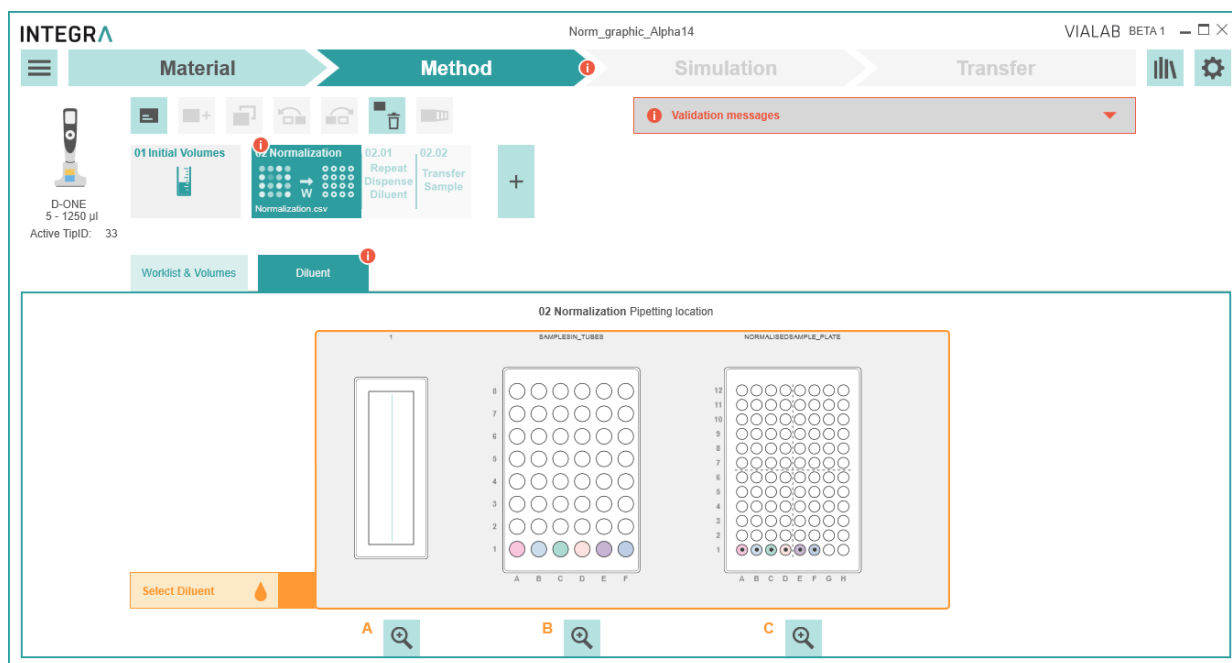 INTEGRA
Norm_graphic_Alpha14
VIALAB BETA 1
Material
Method
Simulation
Transfer
Validation messages
01 Initial Volumes
02 Normalization
W
Normalization.csv
02.01
Repeat
Dispense
Diluent
02.02
Transfer
Sample
+
D-ONE
5 - 1250 µl
Active TipID: 33
Worklist & Volumes
Diluent
02 Normalization Pipetting location
1
SAMPLESIN_TUBES
NORMALISEDSAMPLE_PLATE
8
7
6
5
4
3
2
1
A B C D E F
12
11
10
9
8
7
6
5
4
3
2
1
A B C D E F G H
Select Diluent
A
B
C